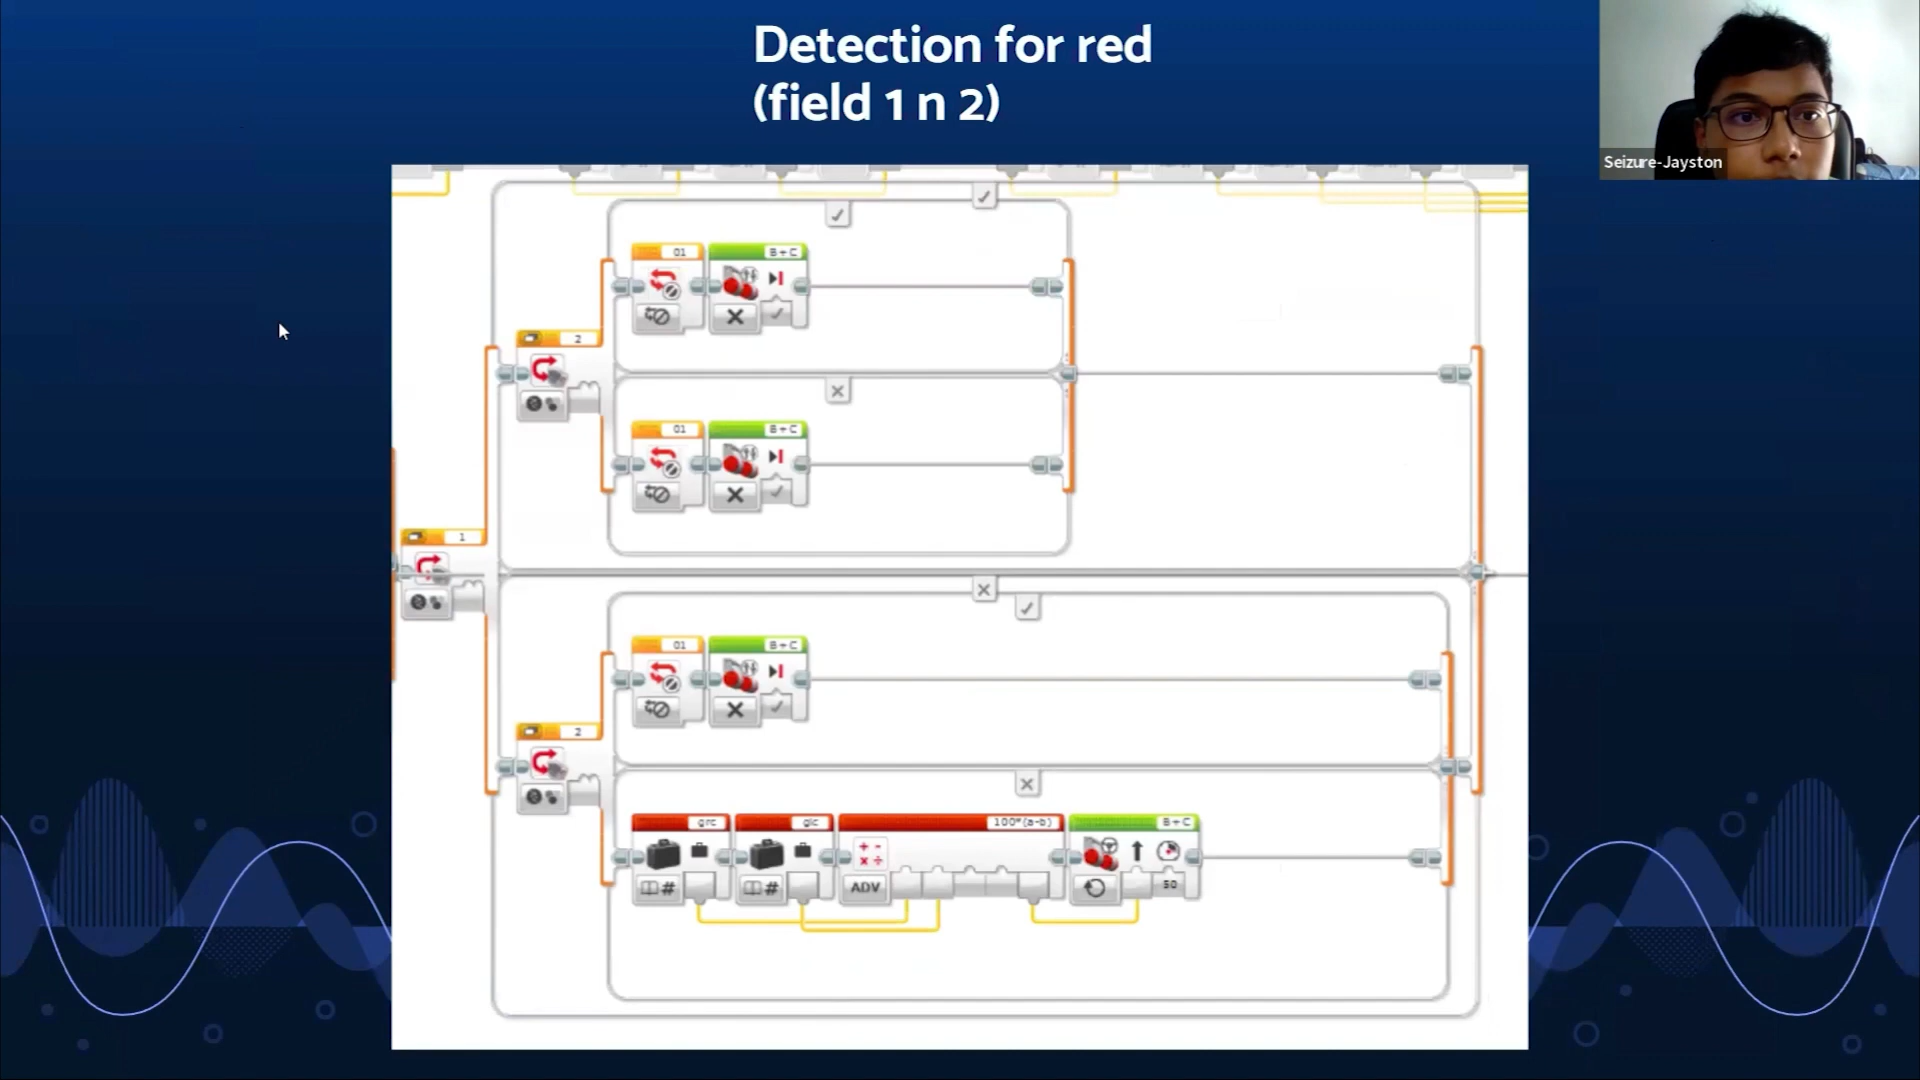 Detection for red
(field 1 n 2)
Seizure-Jayston
01
B+C
2
01
B+C
1
01
B+C
2
grc
glc
100*(a-b)
B+C
#
#
ADV
50